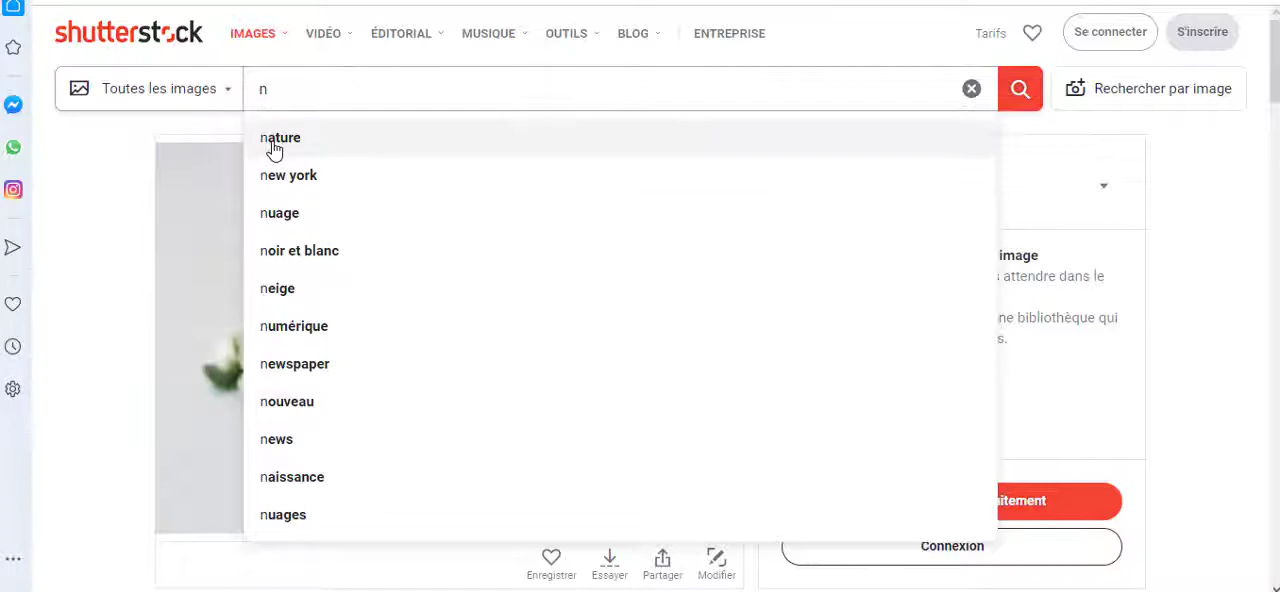 shutterstock IMAGES VIDÉO ÉDITORIAL MUSIQUE OUTILS BLOG ENTREPRISE Tarifs Se connecter S'inscrire
Toutes les images n Rechercher par image
nature
new york
nuage
noir et blanc
image
attendre dans le
neige
ne bibliothèque qui
numérique
s.
newspaper
nouveau
news
naissance
itement
nuages
Connexion
Enregistrer Essayer Partager Modifier